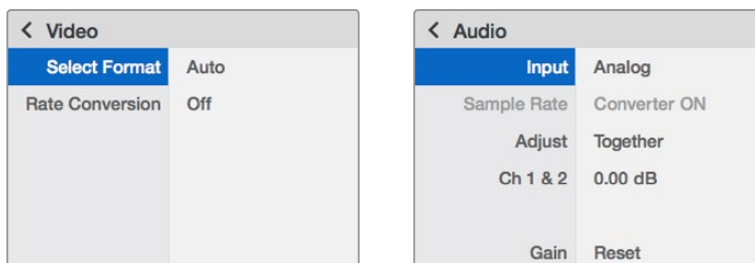 < Video
Select Format Auto
Rate Conversion Off
< Audio
Input Analog
Sample Rate Converter ON
Adjust Together
Ch 1 & 2 0.00 dB
Gain Reset